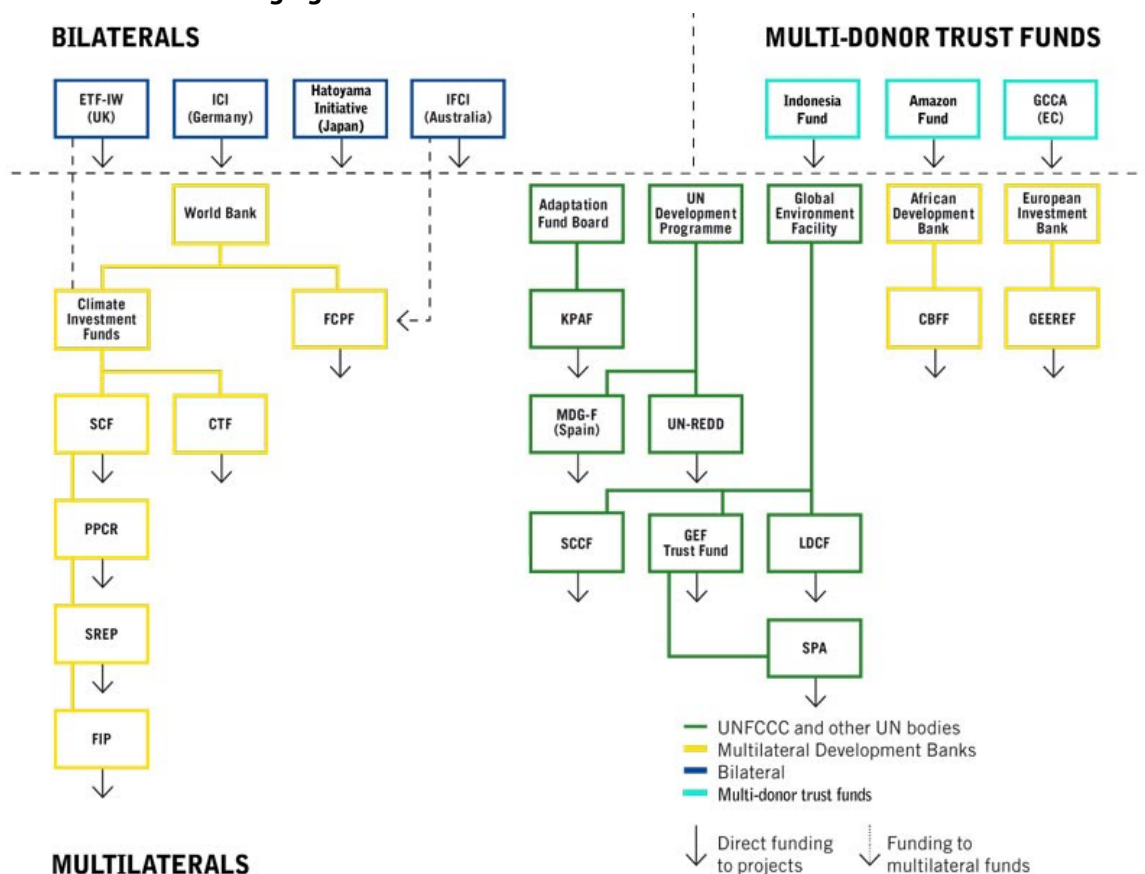 BILATERALS
MULTI-DONOR TRUST FUNDS
ETF-IW
(UK)
ICI
(Germany)
Hatoyama
Initiative
(Japan)
IFCI
(Australia)
Indonesia
Fund
Amazon
Fund
GCCA
(EC)
World Bank
Adaptation
Fund Board
UN
Development
Programme
Global
Environment
Facility
African
Development
Bank
European
Investment
Bank
Climate
Investment
Funds
FCPF
KPAF
CBFF
GEEREF
SCF
CTF
MDG-F
(Spain)
UN-REDD
PPCR
SCCF
GEF
Trust Fund
LDCF
SREP
SPA
FIP
UNFCCC and other UN bodies
Multilateral Development Banks
Bilateral
Multi-donor trust funds
Direct funding
to projects
Funding to
multilateral funds
MULTILATERALS